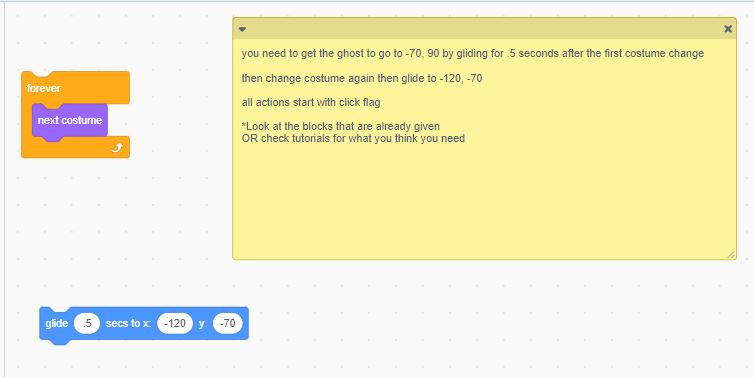 you need to get the ghost to go to -70, 90 by gliding for .5 seconds after the first costume change
then change costume again then glide to -120, -70
all actions start with click flag
*Look at the blocks that are already given
OR check tutorials for what you think you need
forever
next costume
glide .5 secs to x: -120 y: -70